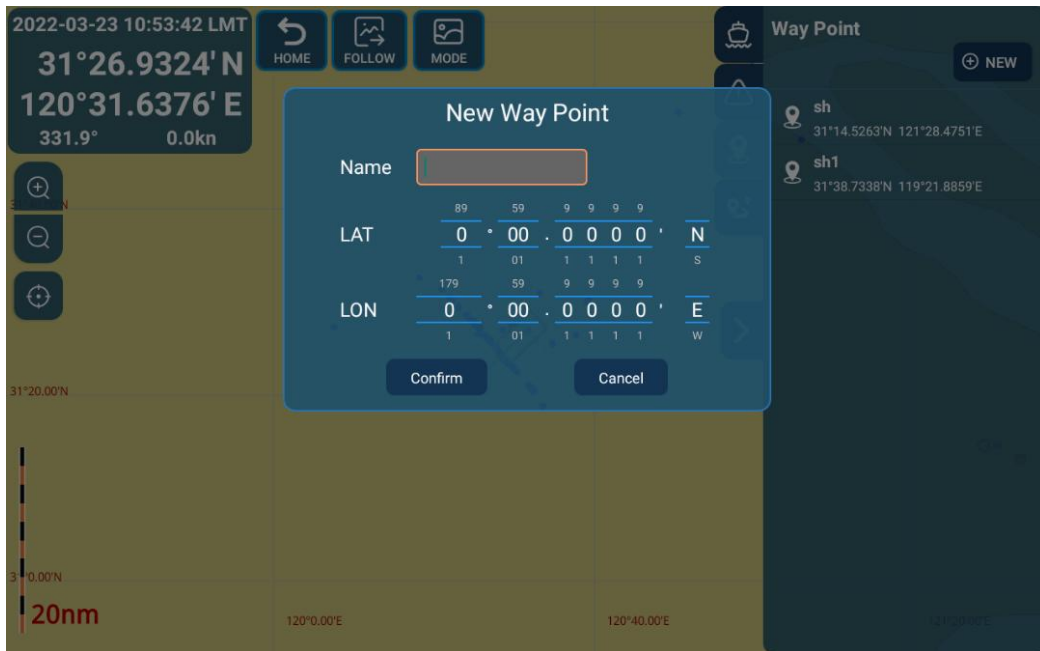 2022-03-23 10:53:42 LMT
31°26.9324' N
120°31.6376' E
331.9° 0.0kn
HOME
FOLLOW
MODE
Way Point
NEW
sh
31°14.5263'N 121°28.4751'E
sh1
31°38.7338'N 119°21.8859'E
New Way Point
Name
89 59 9 9 9 9
LAT 0 ° 00 . 0 0 0 0 ' N
1 01 1 1 1 1 S
179 59 9 9 9 9
LON 0 ° 00 . 0 0 0 0 ' E
1 01 1 1 1 1 W
Confirm Cancel
31°20.00'N
20nm
120°0.00'E
120°40.00'E